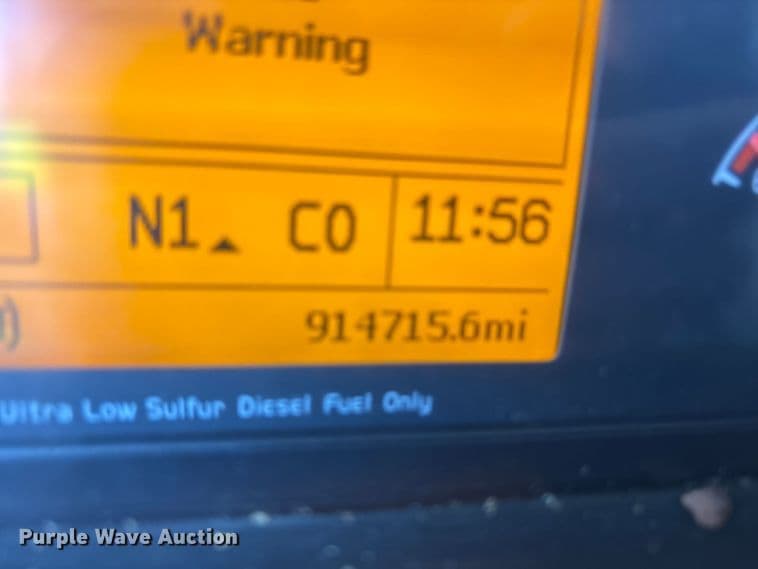 Warning
N1 C0 11:56
914715.6mi
Ultra Low Sulfur Diesel Fuel Only
Purple Wave Auction